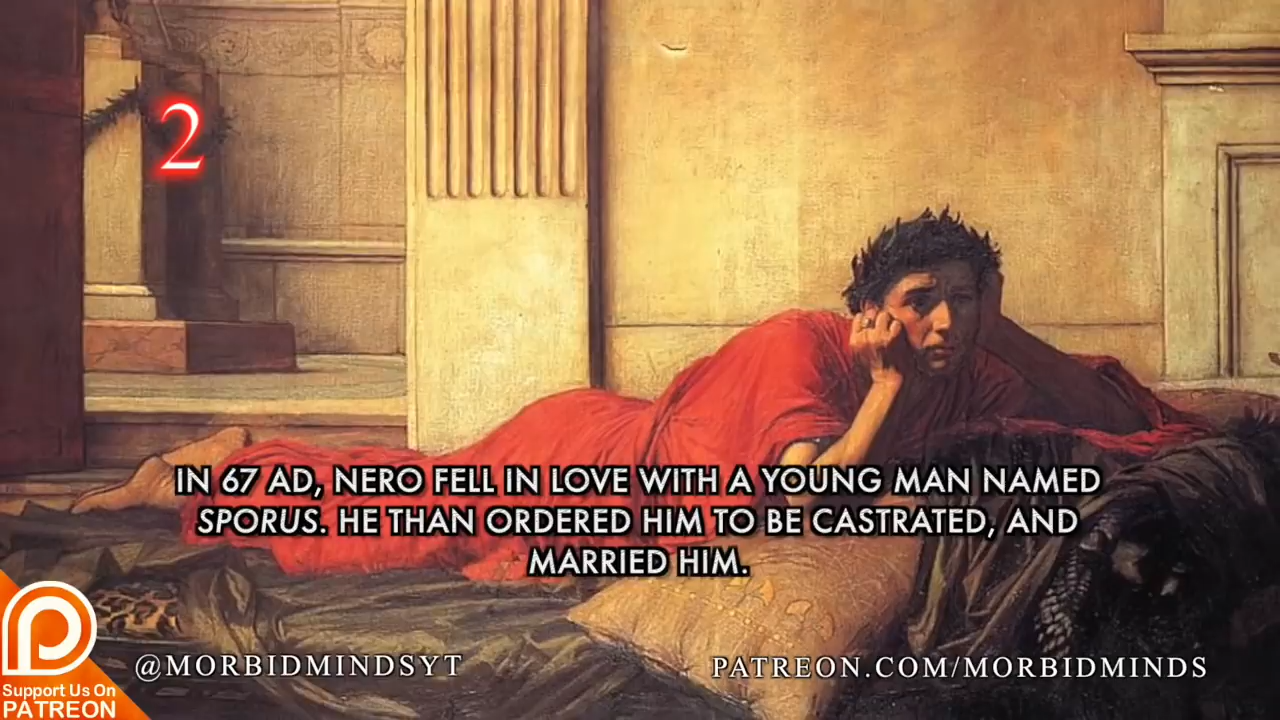 2
IN 67 AD, NERO FELL IN LOVE WITH A YOUNG MAN NAMED
SPORUS. HE THAN ORDERED HIM TO BE CASTRATED, AND
MARRIED HIM.
@MORBIDMINDSYT
PATREON.COM/MORBIDMINDS
Support Us On
PATREON